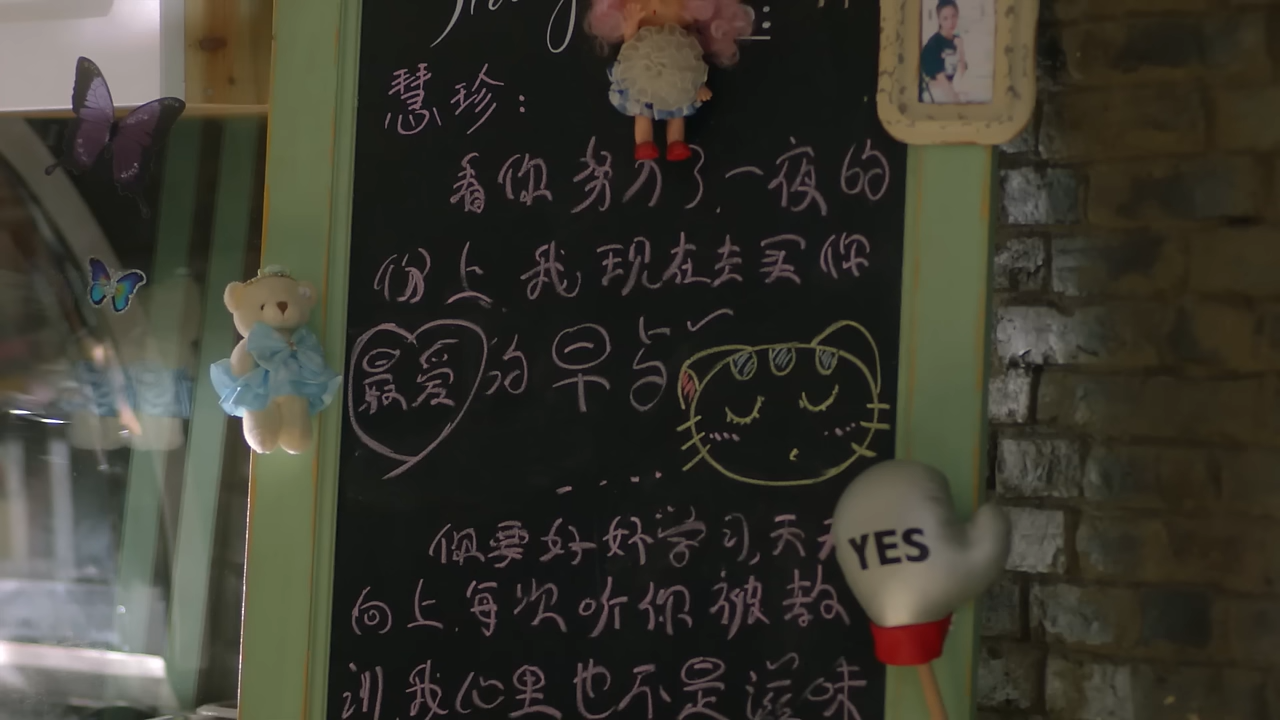 慧珍：
看你努力了一夜的
份上我现在去买你
最爱的早点
....
你要好好学习,天天
向上.每次听你被教
训,我心里也不是滋味
YES